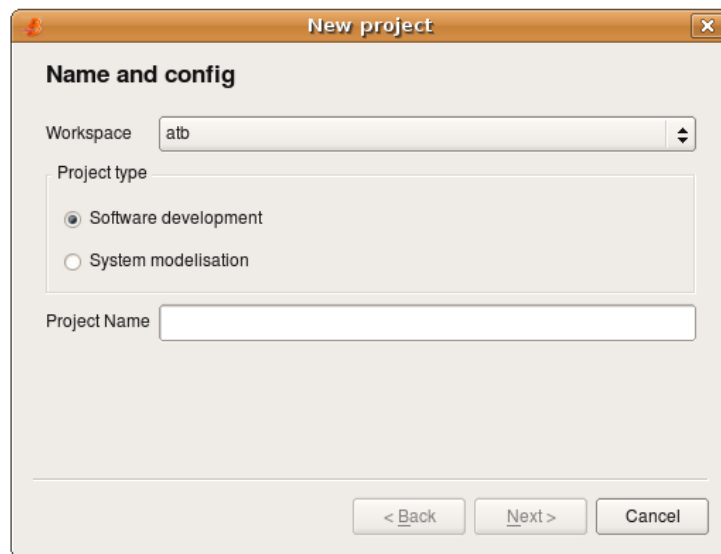 New project
Name and config
Workspace atb
Project type
Software development
System modelisation
Project Name
< Back Next > Cancel